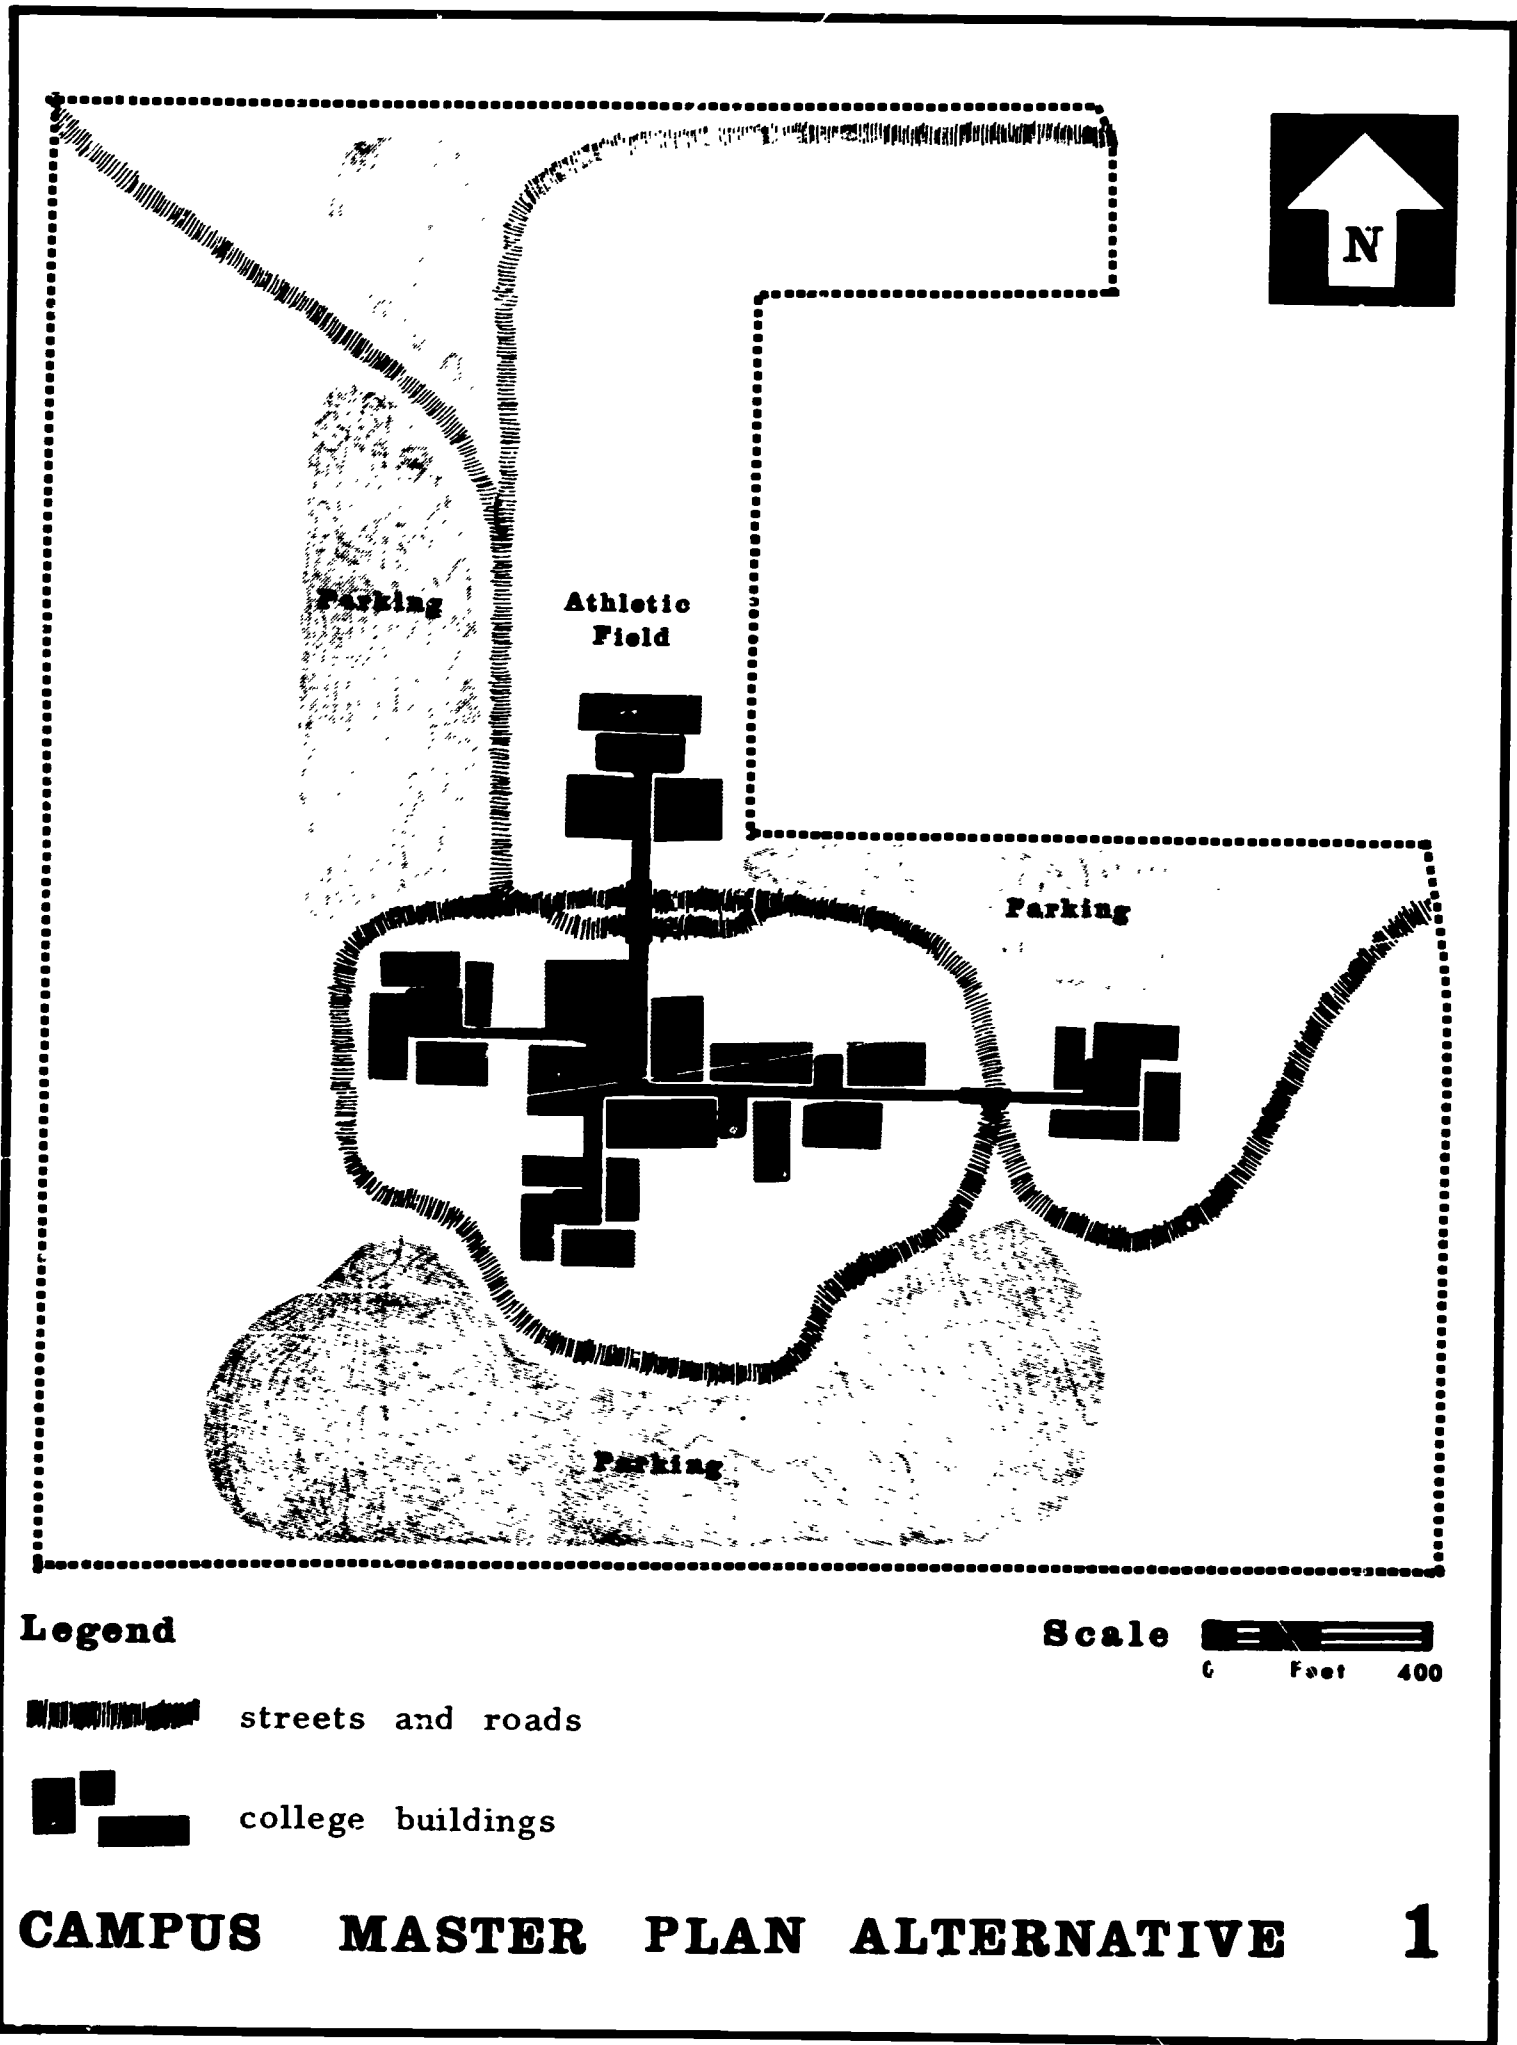 N
Parking
Athletic
Field
Parking
Parking
Legend
Scale
0 Feet 400
streets and roads
college buildings
CAMPUS MASTER PLAN ALTERNATIVE 1